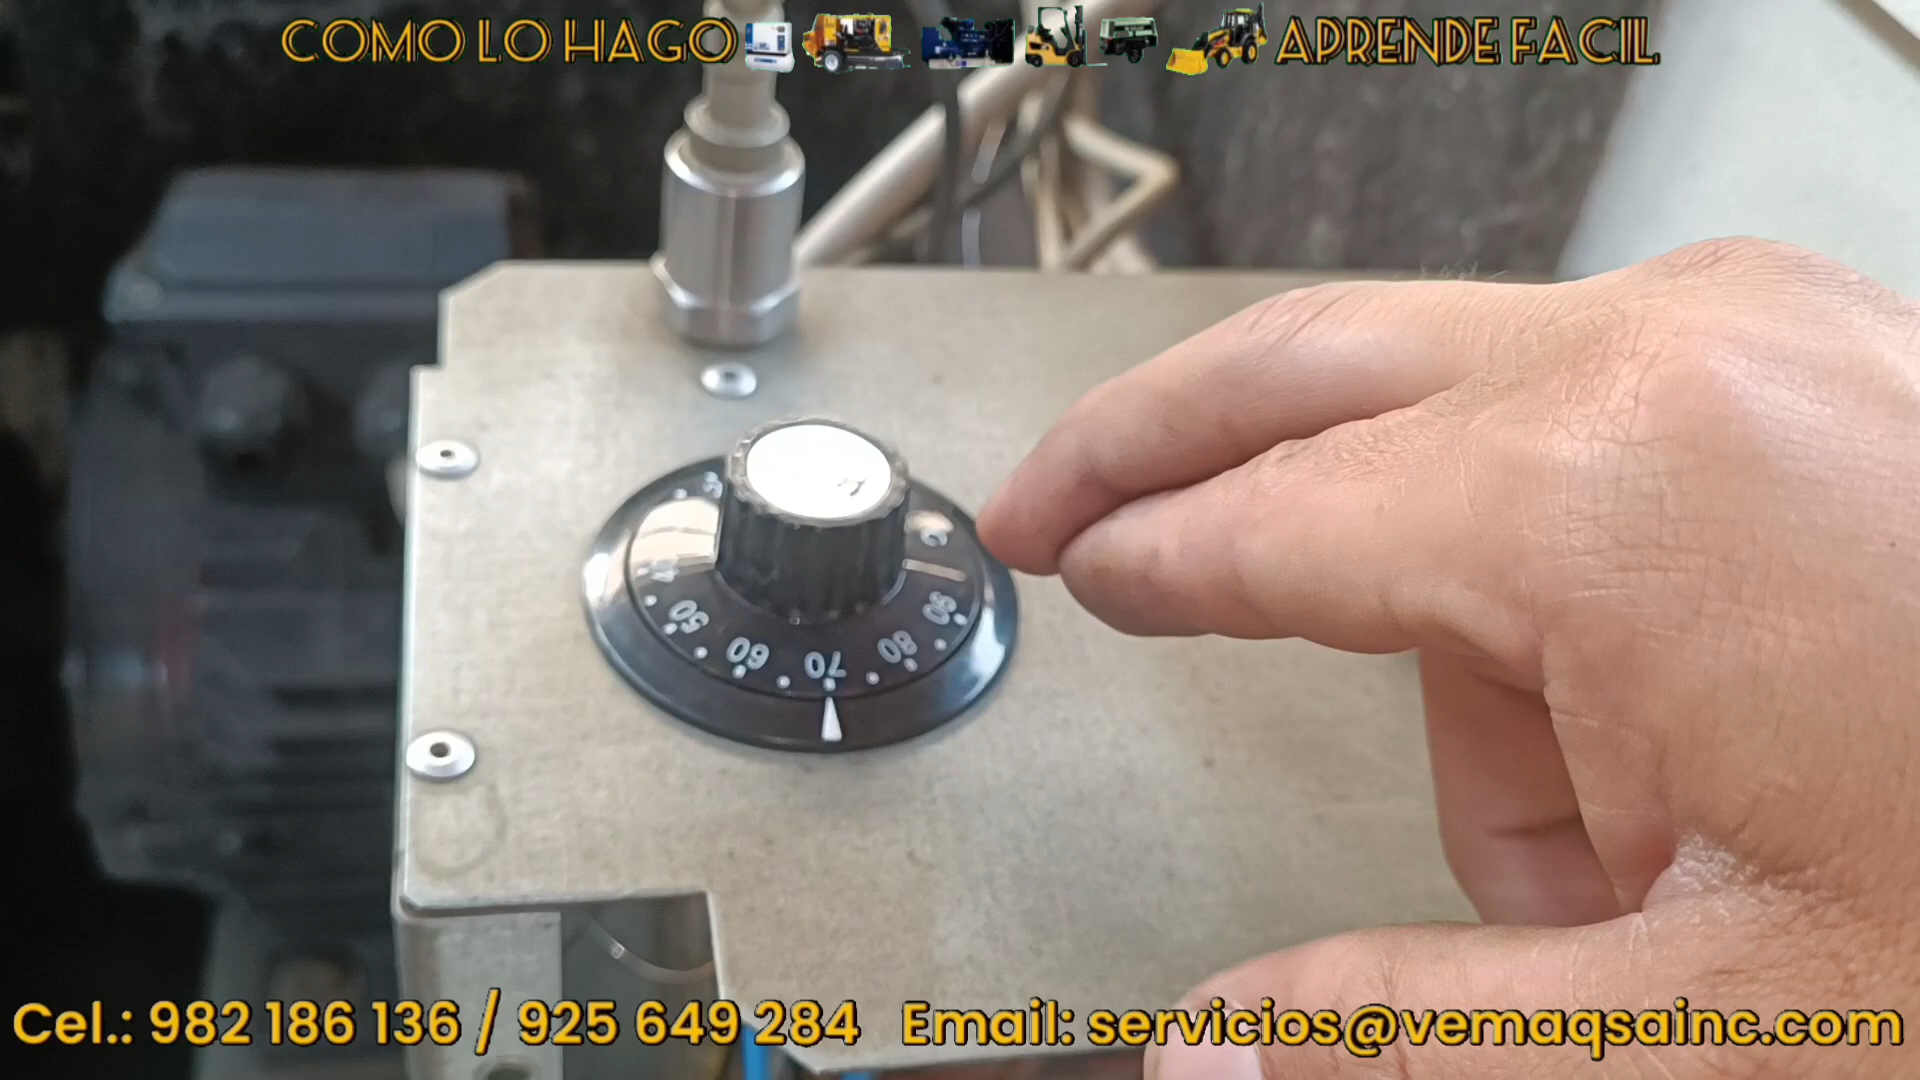 COMO LO HAGO APRENDE FACIL
50 60 70 80 90
Cel.: 982 186 136 / 925 649 284 Email: servicios@vemaqsainc.com